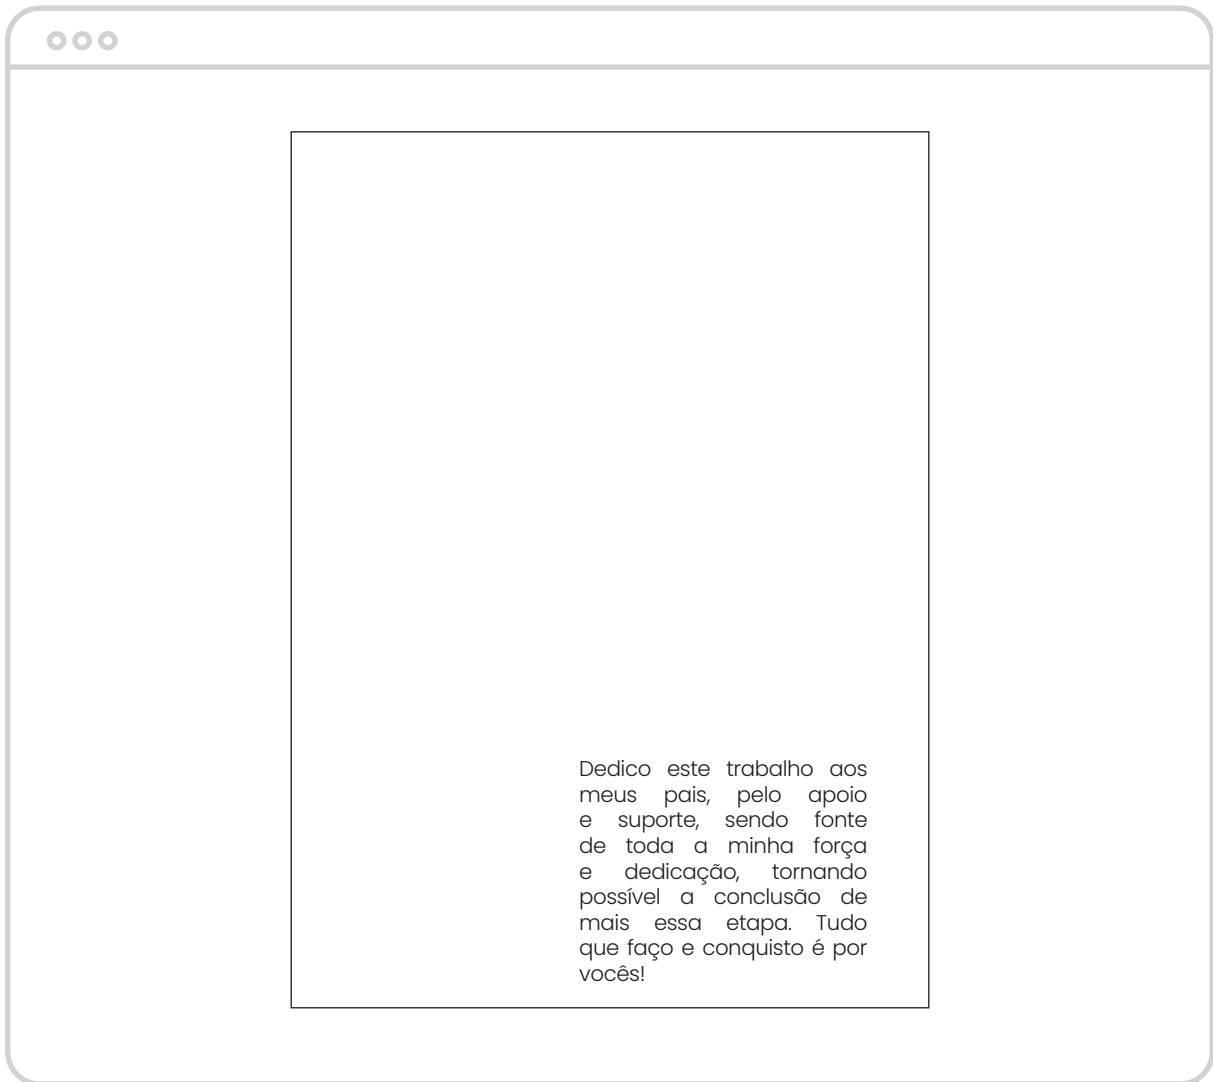 Dedico este trabalho aos
meus pais, pelo apoio
e suporte, sendo fonte
de toda a minha força
e dedicação, tornando
possível a conclusão de
mais essa etapa. Tudo
que faço e conquisto é por
vocês!